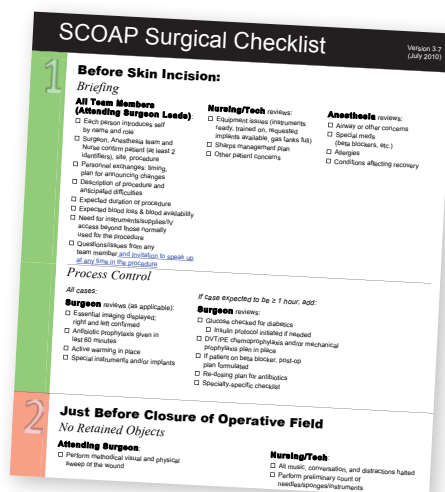 SCOAP Surgical Checklist
Version 3.7
(July 2010)
1
Before Skin Incision:
Briefing
All Team Members
(Attending Surgeon Leads):
Each person introduces self
by name and role
Surgeon, Anesthesia team and
Nurse confirm patient (at least 2
identifiers), site, procedure
Personnel exchanges: timing,
plan for announcing changes
Description of procedure and
anticipated difficulties
Expected duration of procedure
Expected blood loss & blood availability
Need for instruments/supplies/IV
access beyond those normally
used for the procedure
Questions/issues from any
team member and invitation to speak up
at any time in the procedure
Nursing/Tech reviews:
Equipment issues (instruments
ready, trained on, requested
implants available, gas tanks full)
Sharps management plan
Other patient concerns
Anesthesia reviews:
Airway or other concerns
Special meds
(beta blockers, etc.)
Allergies
Conditions affecting recovery
Process Control
All cases:
Surgeon reviews (as applicable):
Essential imaging displayed;
right and left confirmed
Antibiotic prophylaxis given in
last 60 minutes
Active warming in place
Special instruments and/or implants
If case expected to be ≥ 1 hour, add:
Surgeon reviews:
Glucose checked for diabetics
Insulin protocol initiated if needed
DVT/PE chemoprophylaxis and/or mechanical
prophylaxis plan in place
If patient on beta blocker, post-op
plan formulated
Re-dosing plan for antibiotics
Specialty-specific checklist
2
Just Before Closure of Operative Field
No Retained Objects
Attending Surgeon:
Perform methodical visual and physical
sweep of the wound
Nursing/Tech:
All music, conversation, and distractions halted
Perform preliminary count of
needles/sponges/instruments